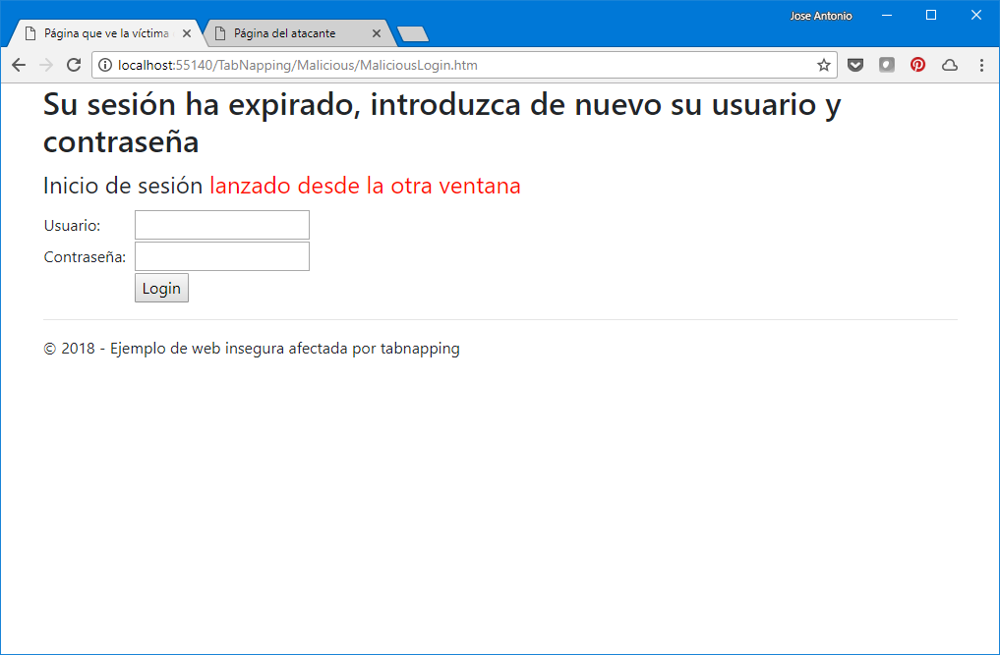 Jose Antonio
Página que ve la víctima
Página del atacante
localhost:55140/TabNapping/Malicious/MaliciousLogin.htm
Su sesión ha expirado, introduzca de nuevo su usuario y
contraseña
Inicio de sesión lanzado desde la otra ventana
Usuario:
Contraseña:
Login
© 2018 - Ejemplo de web insegura afectada por tabnapping